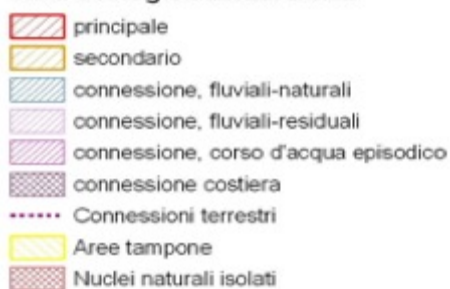 principale
secondario
connessione, fluviali-naturali
connessione, fluviali-residuali
connessione, corso d'acqua episodico
connessione costiera
Connessioni terrestri
Aree tampone
Nuclei naturali isolati